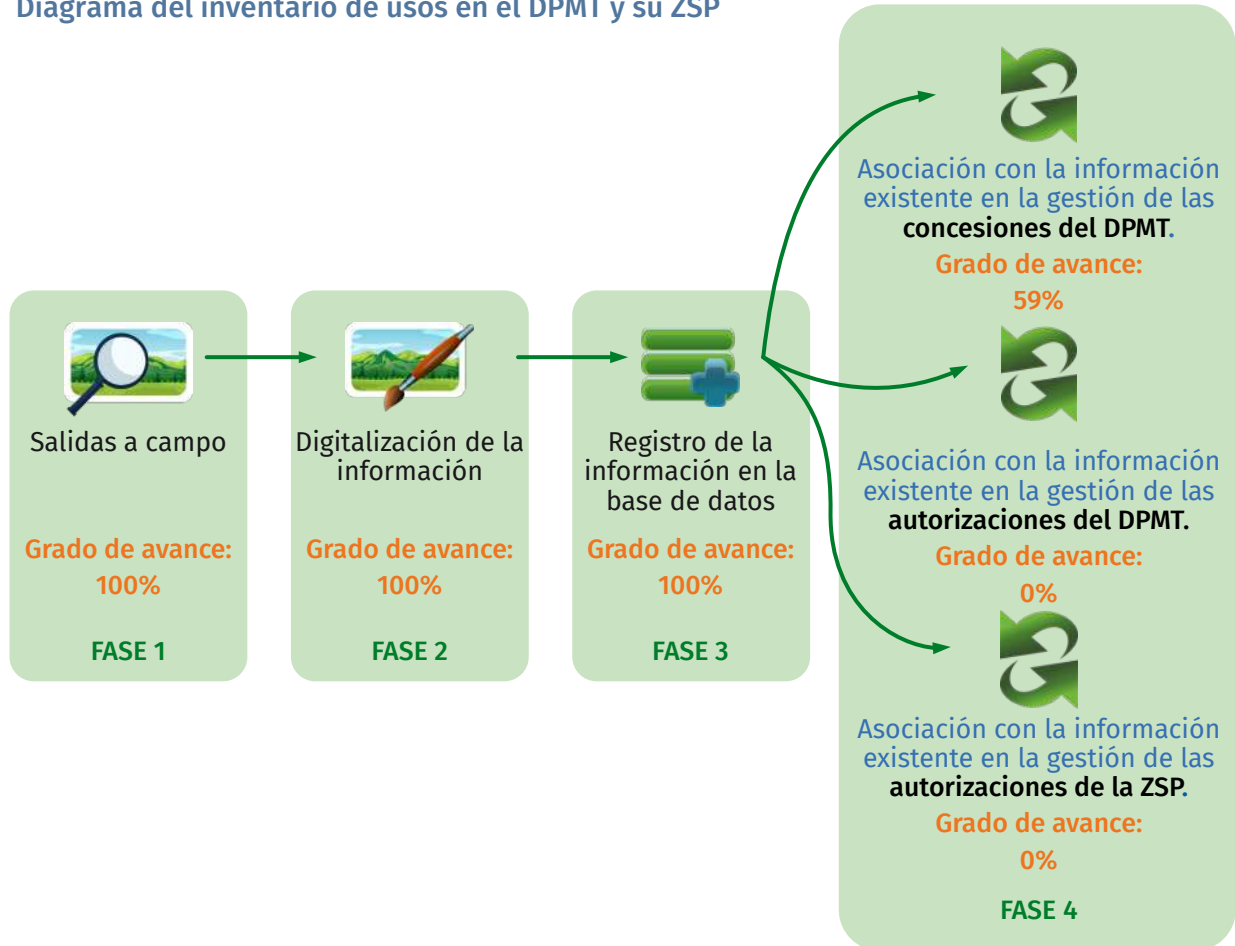 Diagrama del inventario de usos en el DPMT y su ZSP
Salidas a campo
Grado de avance:
100%
FASE 1
Digitalización de la
información
Grado de avance:
100%
FASE 2
Registro de la
información en la
base de datos
Grado de avance:
100%
FASE 3
Asociación con la información
existente en la gestión de las
concesiones del DPMT.
Grado de avance:
59%
Asociación con la información
existente en la gestión de las
autorizaciones del DPMT.
Grado de avance:
0%
Asociación con la información
existente en la gestión de las
autorizaciones de la ZSP.
Grado de avance:
0%
FASE 4